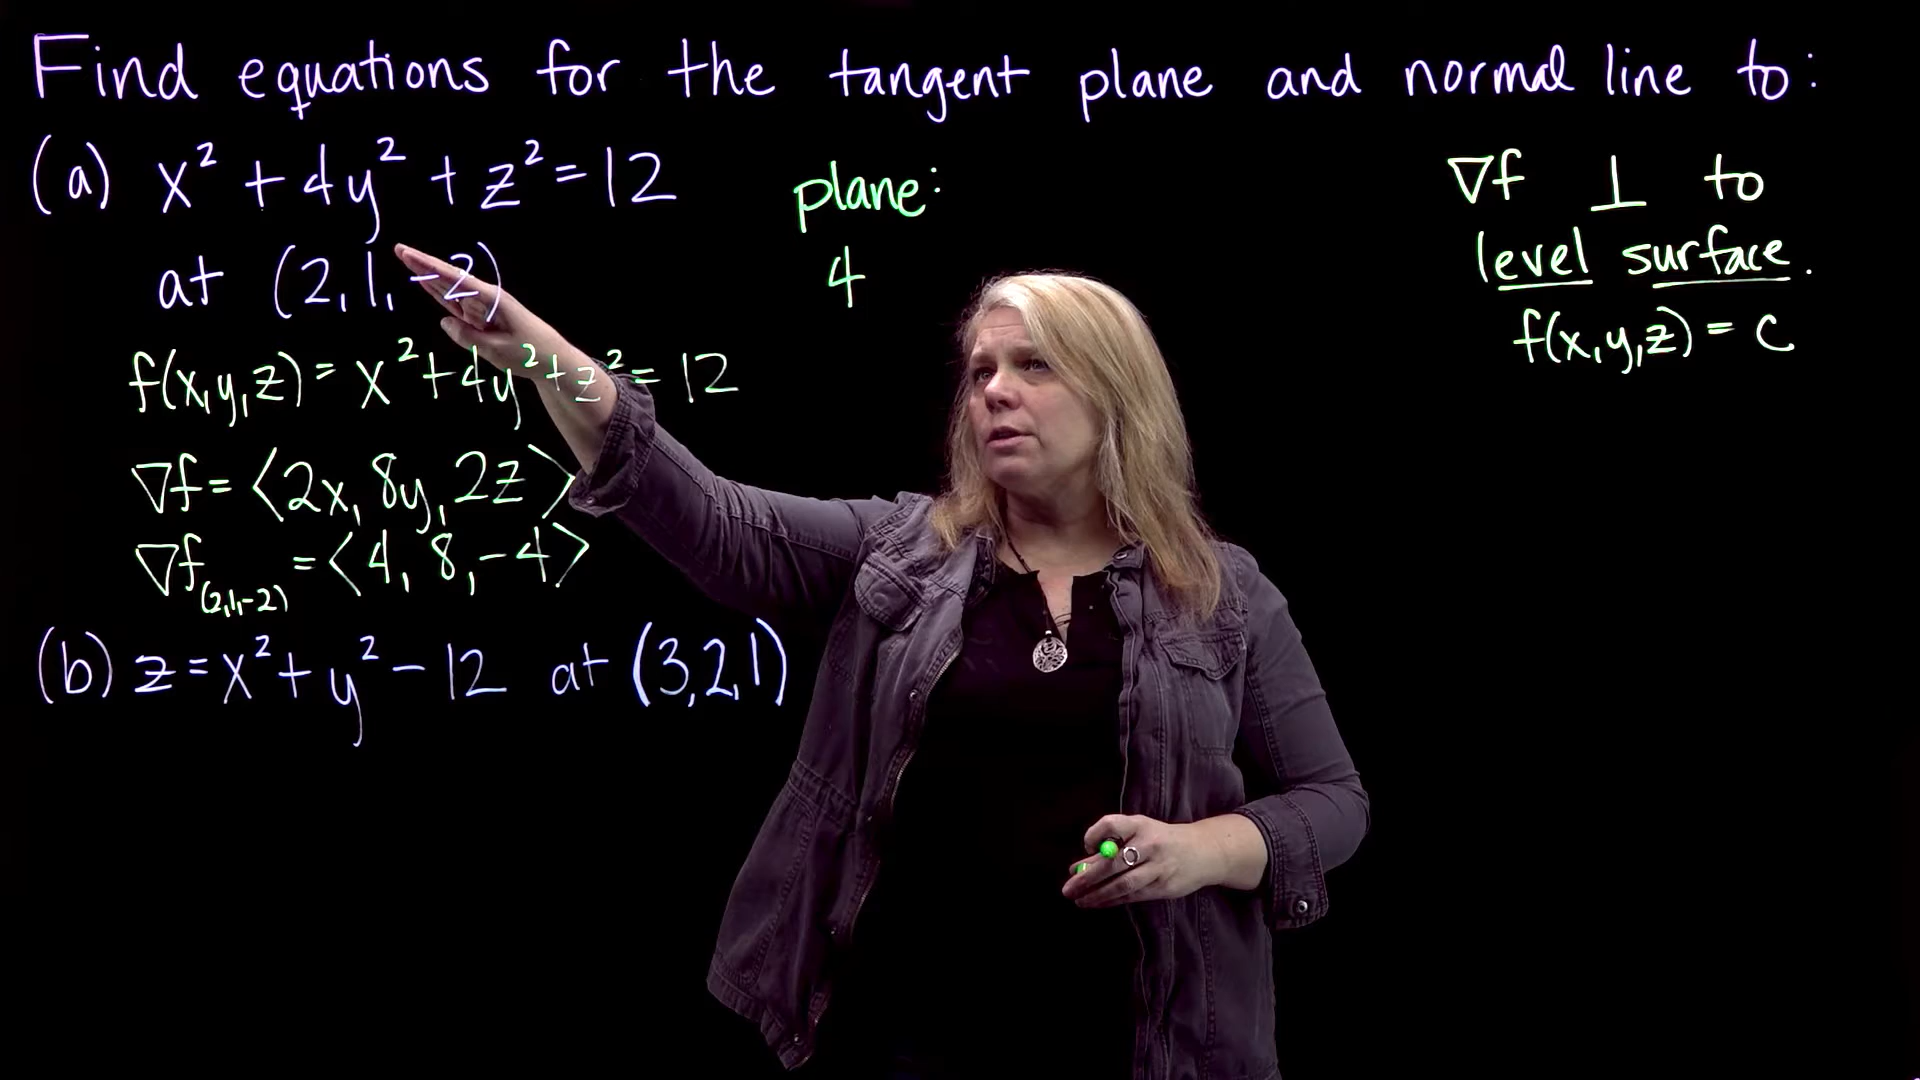 Find equations for the tangent plane and normal line to:
(a) x² + 4y² + z² = 12
at (2, 1, -2)
f(x,y,z) = x² + 4y² + z² = 12
∇f = ⟨2x, 8y, 2z⟩
∇f₍₂,₁,₋₂₎ = ⟨4, 8, -4⟩
(b) z = x² + y² - 12 at (3,2,1)
plane:
4
∇f ⊥ to
level surface.
f(x,y,z) = c